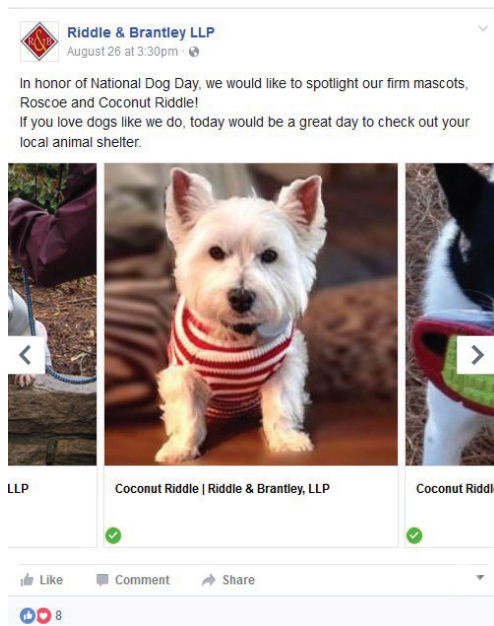 R&B
Riddle & Brantley LLP
August 26 at 3:30pm ·
In honor of National Dog Day, we would like to spotlight our firm mascots,
Roscoe and Coconut Riddle!
If you love dogs like we do, today would be a great day to check out your
local animal shelter.
LLP
Coconut Riddle | Riddle & Brantley, LLP
Coconut Riddl
Like
Comment
Share
8